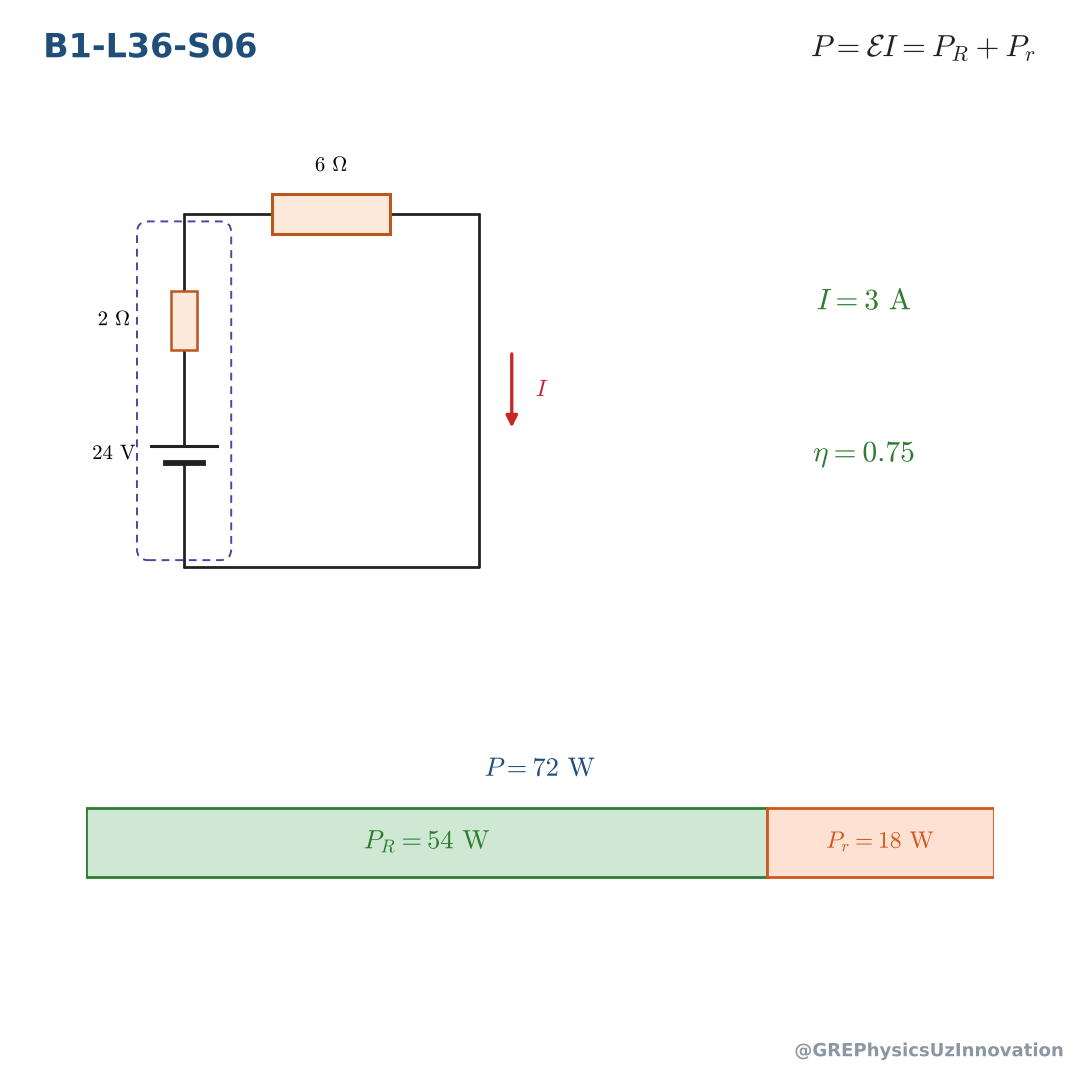 B1-L36-S06
P = ℰI = P_R + P_r
6 Ω
2 Ω
I = 3 A
I
24 V
η = 0.75
P = 72 W
P_R = 54 W
P_r = 18 W
@GREPhysicsUzInnovation